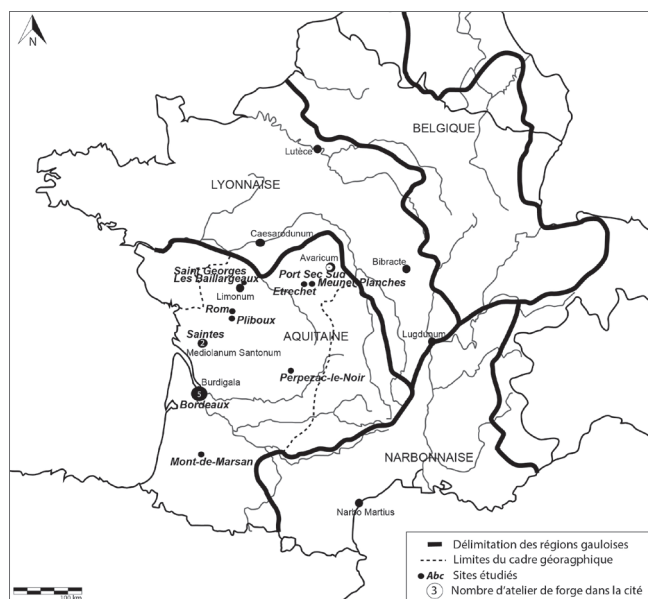 N
BELGIQUE
Lutèce
LYONNAISE
Caesarodunum
Avaricum
Bibracte
Saint Georges
Les Baillargeaux
Port Sec Sud
Meunet Planches
Etrechet
Limonum
Rom
Pliboux
Saintes
2
AQUITAINE
Lugdunum
Mediolanum Santonum
Perpezac-le-Noir
Burdigala
5
Bordeaux
Mont-de-Marsan
NARBONNAISE
Narbo Martius
Délimitation des régions gauloises
Limites du cadre géoragphique
Abc Sites étudiés
3 Nombre d'atelier de forge dans la cité
100 km